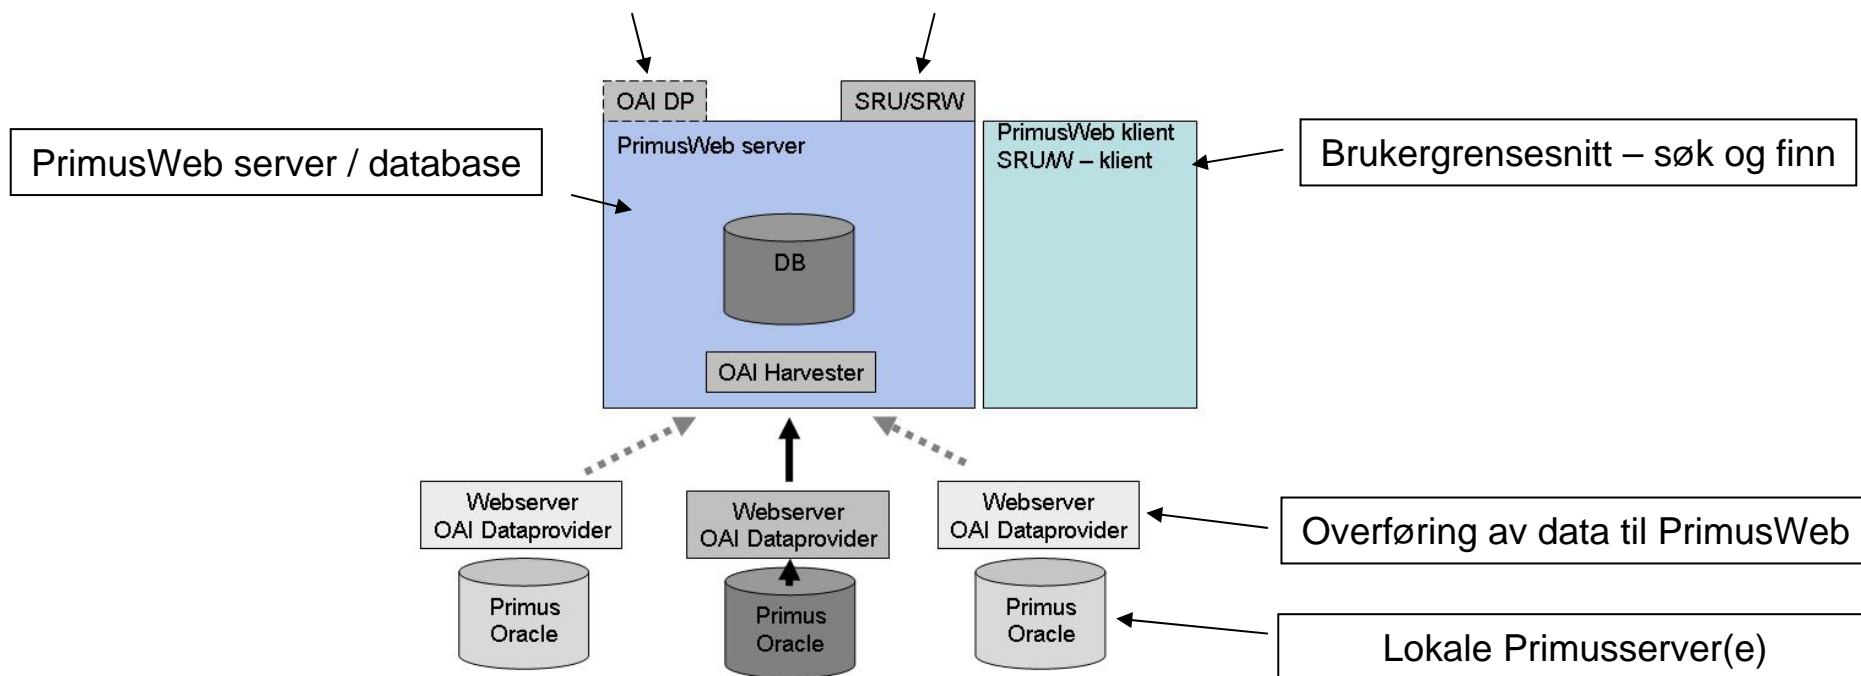 OAI DP
SRU/SRW
PrimusWeb server / database
PrimusWeb server
PrimusWeb klient
SRU/W – klient
Brukergrensesnitt – søk og finn
DB
OAI Harvester
Webserver
OAI Dataprovider
Webserver
OAI Dataprovider
Webserver
OAI Dataprovider
Overføring av data til PrimusWeb
Primus
Oracle
Primus
Oracle
Primus
Oracle
Lokale Primusserver(e)